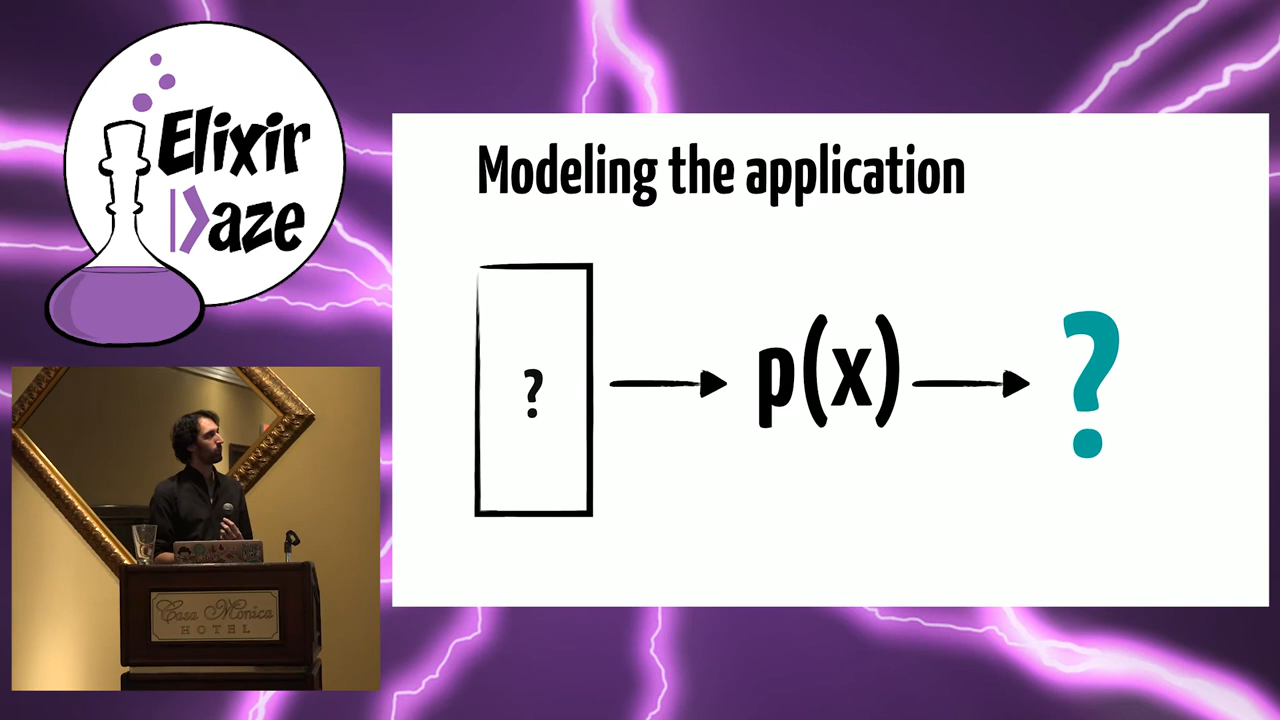 Elixir
|>aze
Modeling the application
?
p(x)
?
Casa Monica
HOTEL